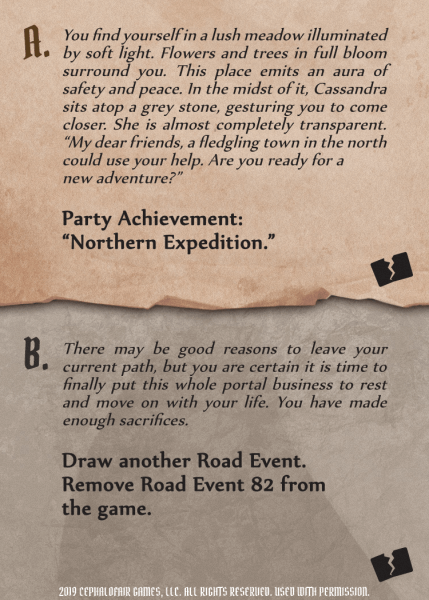 A. You find yourself in a lush meadow illuminated
by soft light. Flowers and trees in full bloom
surround you. This place emits an aura of
safety and peace. In the midst of it, Cassandra
sits atop a grey stone, gesturing you to come
closer. She is almost completely transparent.
“My dear friends, a fledgling town in the north
could use your help. Are you ready for a
new adventure?”
Party Achievement:
“Northern Expedition.”
B. There may be good reasons to leave your
current path, but you are certain it is time to
finally put this whole portal business to rest
and move on with your life. You have made
enough sacrifices.
Draw another Road Event.
Remove Road Event 82 from
the game.
2019 CEPHALOFAIR GAMES, LLC. ALL RIGHTS RESERVED. USED WITH PERMISSION.